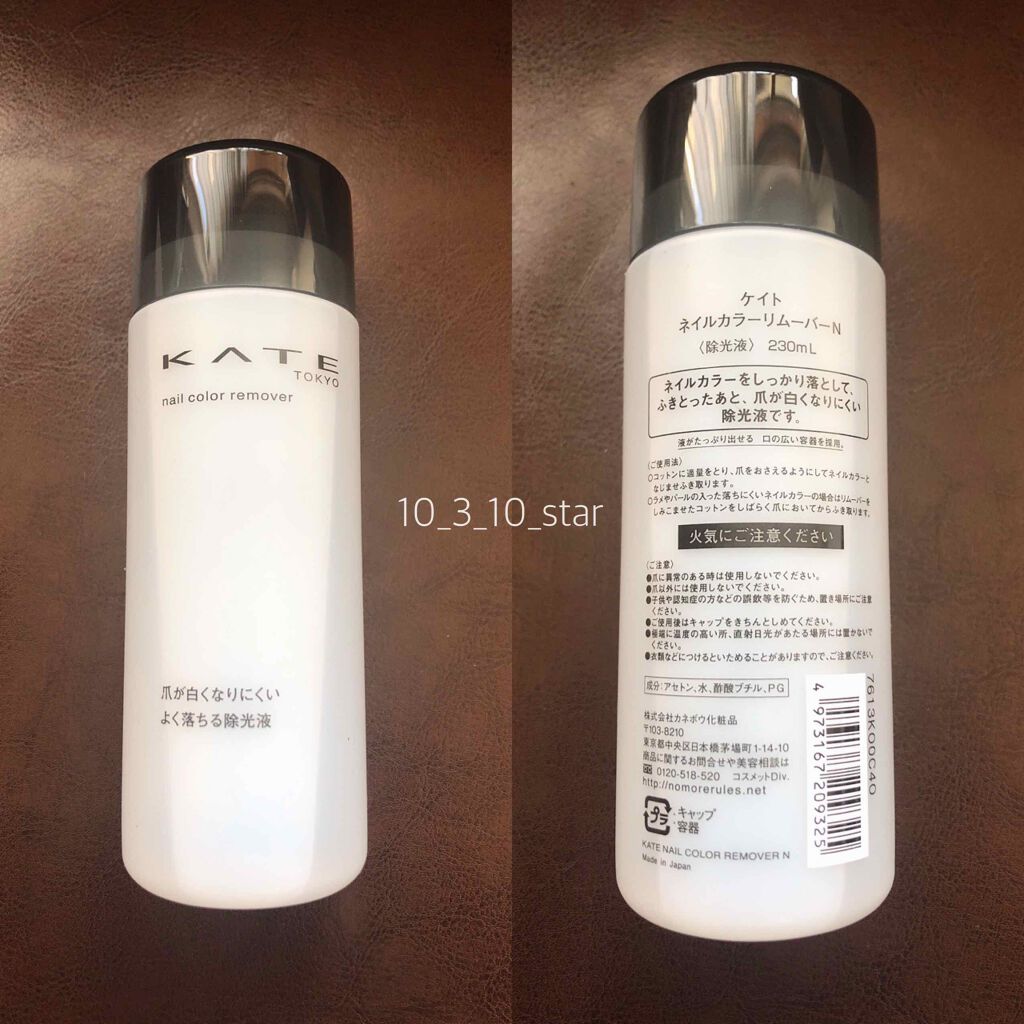 KATE
TOKYO
nail color remover
爪が白くなりにくい
よく落ちる除光液
10_3_10_star
ケイト
ネイルカラーリムーバーN
〈除光液〉 230mL
ネイルカラーをしっかり落として、
ふきとったあと、爪が白くなりにくい
除光液です。
液がたっぷり出せる 口の広い容器を採用。
〈ご使用法〉
○コットンに適量をとり、爪をおさえるようにしてネイルカラーと
なじませふき取ります。
○ラメやパールの入った落ちにくいネイルカラーの場合はリムーバーを
しみこませたコットンをしばらく爪においてからふき取ります。
火気にご注意ください
〈ご注意〉
●爪に異常のある時は使用しないでください。
●爪以外には使用しないでください。
●子供や認知症の方などの誤飲等を防ぐため、置き場所にご注意
ください。
●ご使用後はキャップをきちんとしめてください。
●極端に温度の高い所、直射日光があたる場所には置かないで
ください。
●衣類などにつけるといためることがありますので、ご注意ください。
成分:アセトン、水、酢酸ブチル、PG
株式会社カネボウ化粧品
〒103-8210
東京都中央区日本橋茅場町1-14-10
商品に関するお問合せや美容相談は
0120-518-520 コスメットDiv.
http://nomorerules.net
プラ
キャップ
容器
KATE NAIL COLOR REMOVER N
Made in Japan
4 973167 209325
7613K00C40